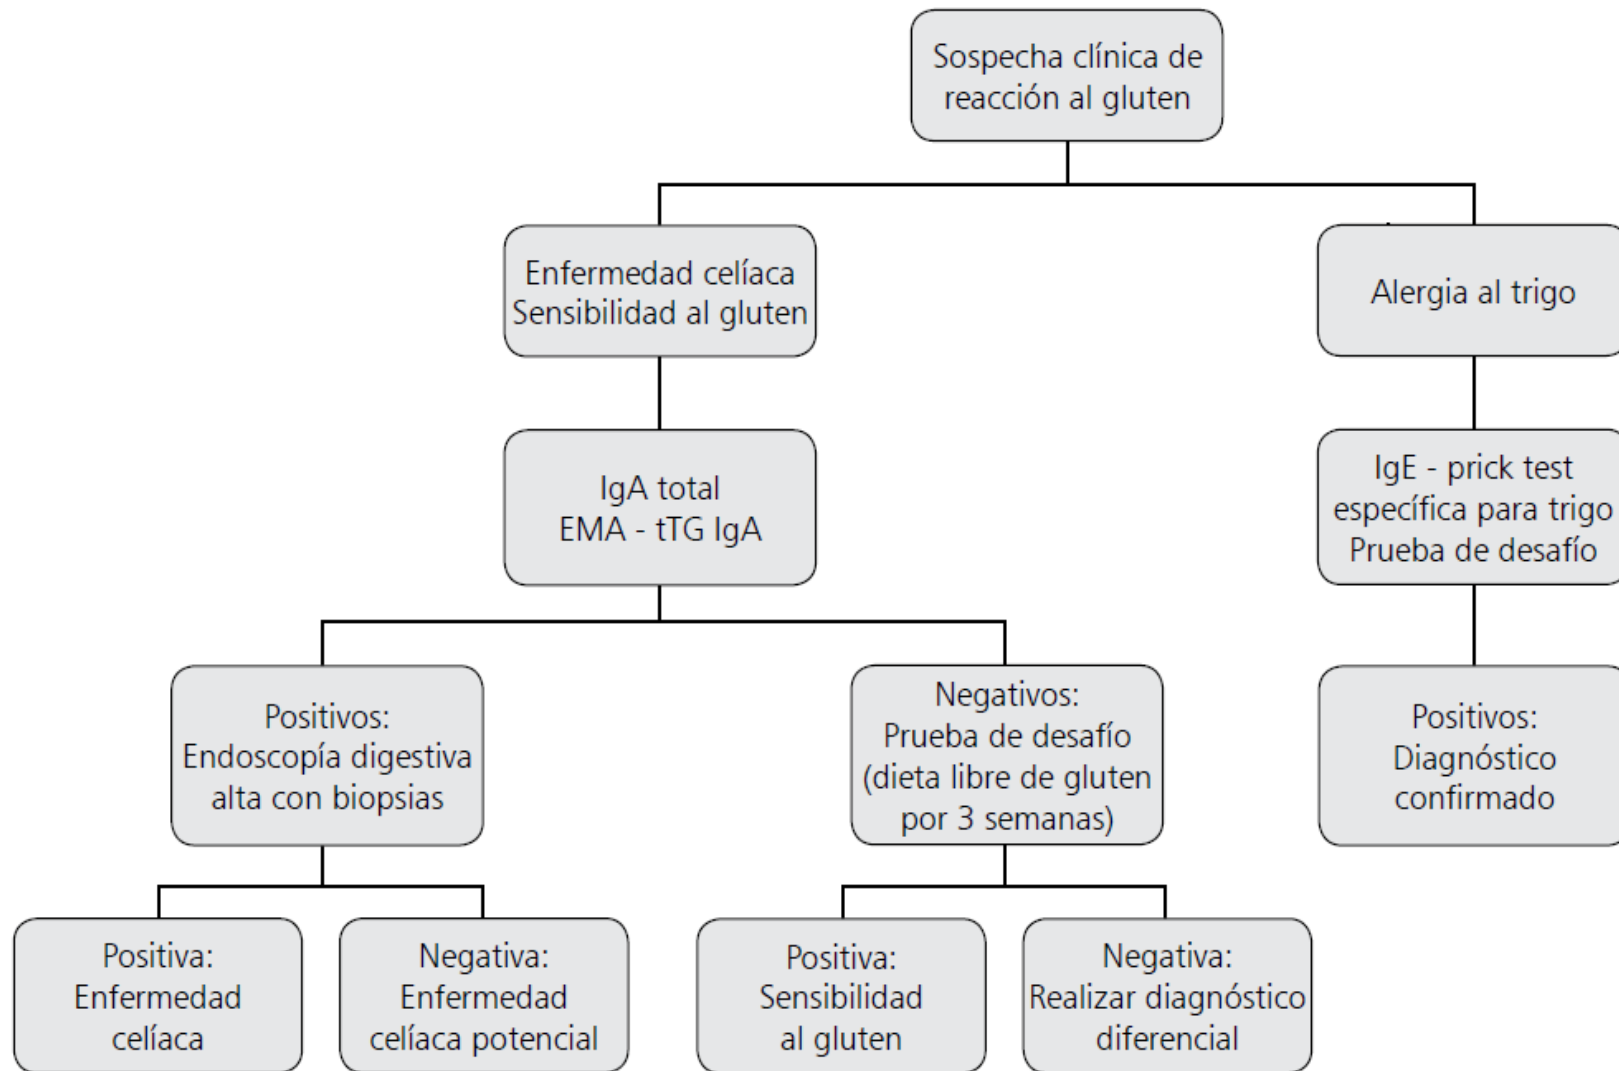 Sospecha clínica de
reacción al gluten
Enfermedad celíaca
Sensibilidad al gluten
Alergia al trigo
IgA total
EMA - tTG IgA
IgE - prick test
específica para trigo
Prueba de desafío
Positivos:
Endoscopía digestiva
alta con biopsias
Negativos:
Prueba de desafío
(dieta libre de gluten
por 3 semanas)
Positivos:
Diagnóstico
confirmado
Positiva:
Enfermedad
celíaca
Negativa:
Enfermedad
celíaca potencial
Positiva:
Sensibilidad
al gluten
Negativa:
Realizar diagnóstico
diferencial